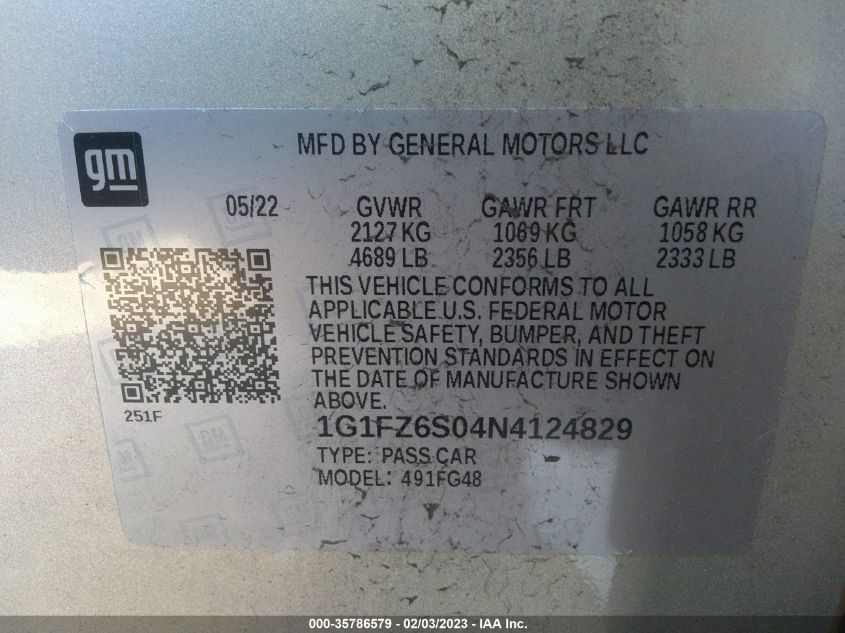 gm
MFD BY GENERAL MOTORS LLC
05/22 GVWR GAWR FRT GAWR RR
2127 KG 1069 KG 1058 KG
4689 LB 2356 LB 2333 LB
THIS VEHICLE CONFORMS TO ALL
APPLICABLE U.S. FEDERAL MOTOR
VEHICLE SAFETY, BUMPER, AND THEFT
PREVENTION STANDARDS IN EFFECT ON
THE DATE OF MANUFACTURE SHOWN
ABOVE.
251F
1G1FZ6S04N4124829
TYPE: PASS CAR
MODEL: 491FG48
000-35786579 — 02/03/2023 — IAA Inc.